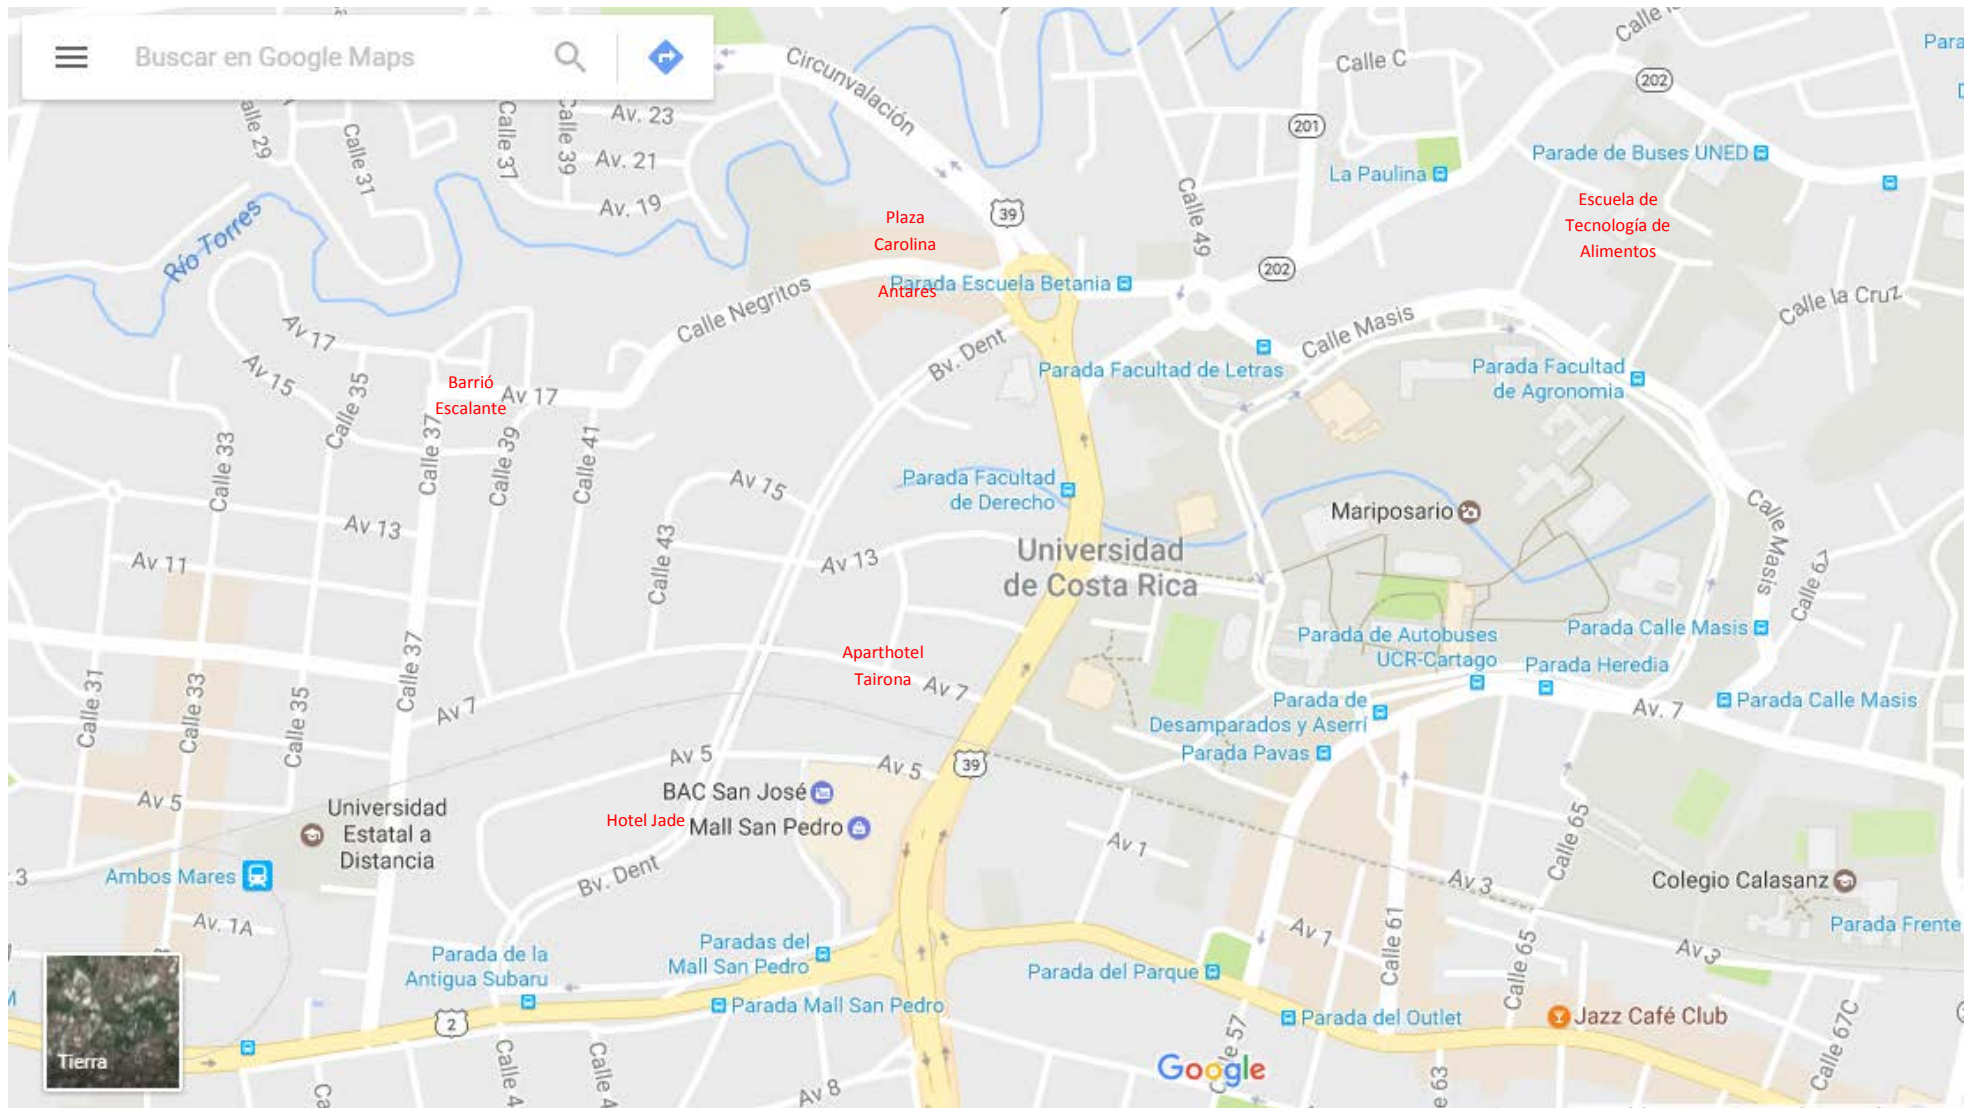 Buscar en Google Maps
Circunvalación
Calle C
202
Para
Av. 23
Calle 37
Calle 39
Calle 31
Av. 21
201
Parade de Buses UNED
La Paulina
Av. 19
Río Torres
Plaza
Carolina
39
Calle 49
Escuela de
Tecnología de
Alimentos
202
Parada Escuela Betania
Antares
Calle Negritos
Calle la Cruz
Av 17
Calle Masis
Bv. Dent
Av 15
Parada Facultad de Letras
Parada Facultad
de Agronomia
Barrió
Escalante
Av 17
Calle 35
Calle 33
Calle 37
Calle 39
Calle 41
Av 15
Parada Facultad
de Derecho
Mariposario
Calle Masis
Av 13
Av 11
Calle 43
Av 13
Universidad
de Costa Rica
Calle 67
Parada de Autobuses
UCR-Cartago
Parada Calle Masis
Parada Heredia
Aparthotel
Tairona
Av 7
Calle 37
Calle 31
Calle 33
Calle 35
Av 7
Parada de
Desamparados y Aserrí
Parada Pavas
Av. 7
Parada Calle Masis
Av 5
Av 5
39
BAC San José
Hotel Jade
Mall San Pedro
Av 5
Universidad
Estatal a
Distancia
Av 1
Calle 65
Bv. Dent
Ambos Mares
Av 3
Colegio Calasanz
Av. 1A
Av 1
Calle 61
Calle 65
Parada Frente
Av 3
Parada de la
Antigua Subaru
Paradas del
Mall San Pedro
Parada del Parque
Parada Mall San Pedro
2
Parada del Outlet
Jazz Café Club
Calle 57
Calle 67C
Tierra
Google
Av 8
Calle 4
Calle 4
Ca
e 63